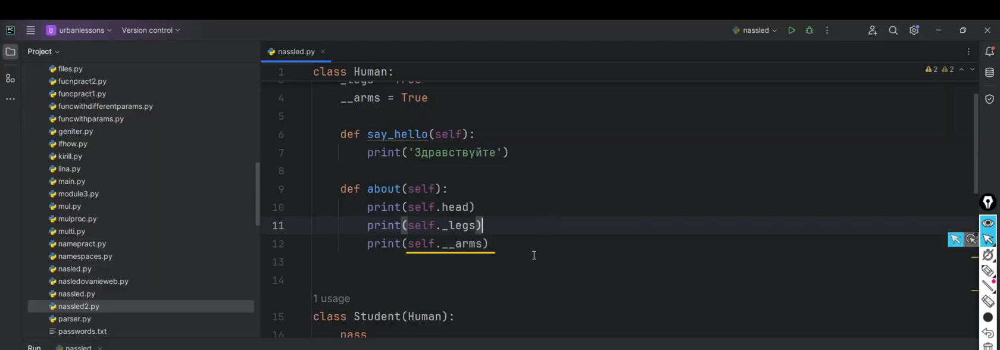 PC
U urbanlessons
Version control
nassled
Project
nassled.py
files.py
fucnpract2.py
funcpract1.py
funcwithdifferentparams.py
funcwithparams.py
geniter.py
ifhow.py
kirill.py
lina.py
main.py
module3.py
mul.py
mulproc.py
multi.py
namepract.py
namespaces.py
nasled.py
nasledovanieweb.py
nassled.py
nassled2.py
parser.py
passwords.txt
1 class Human:
2 2
3 _legs = True
4 __arms = True
5
6 def say_hello(self):
7 print('Здравствуйте')
8
9 def about(self):
10 print(self.head)
11 print(self._legs)
12 print(self.__arms)
13
14
1 usage
15 class Student(Human):
16 pass
Run nassled